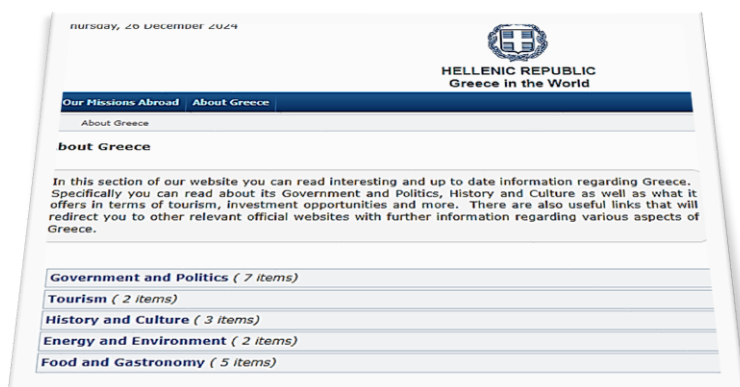 nursday, 26 December 2024
HELLENIC REPUBLIC
Greece in the World
Our Missions Abroad About Greece
About Greece
bout Greece
In this section of our website you can read interesting and up to date information regarding Greece.
Specifically you can read about its Government and Politics, History and Culture as well as what it
offers in terms of tourism, investment opportunities and more. There are also useful links that will
redirect you to other relevant official websites with further information regarding various aspects of
Greece.
Government and Politics ( 7 items)
Tourism ( 2 items)
History and Culture ( 3 items)
Energy and Environment ( 2 items)
Food and Gastronomy ( 5 items)